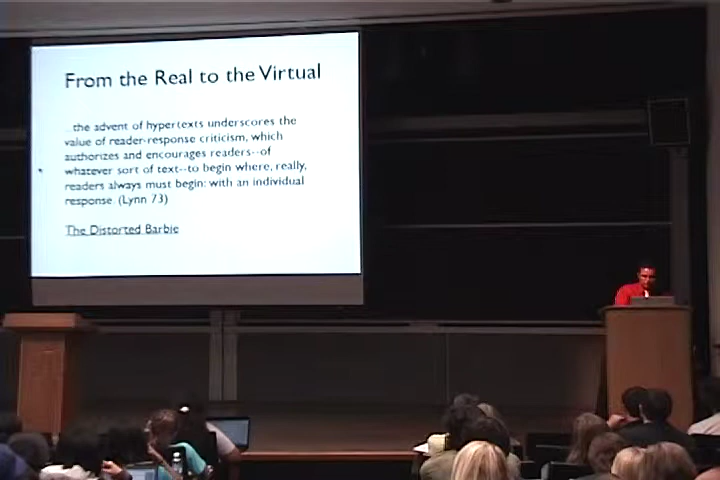 From the Real to the Virtual
...the advent of hypertexts underscores the
value of reader-response criticism, which
authorizes and encourages readers--of
whatever sort of text--to begin where, really,
readers always must begin: with an individual
response. (Lynn 73)
The Distorted Barbie